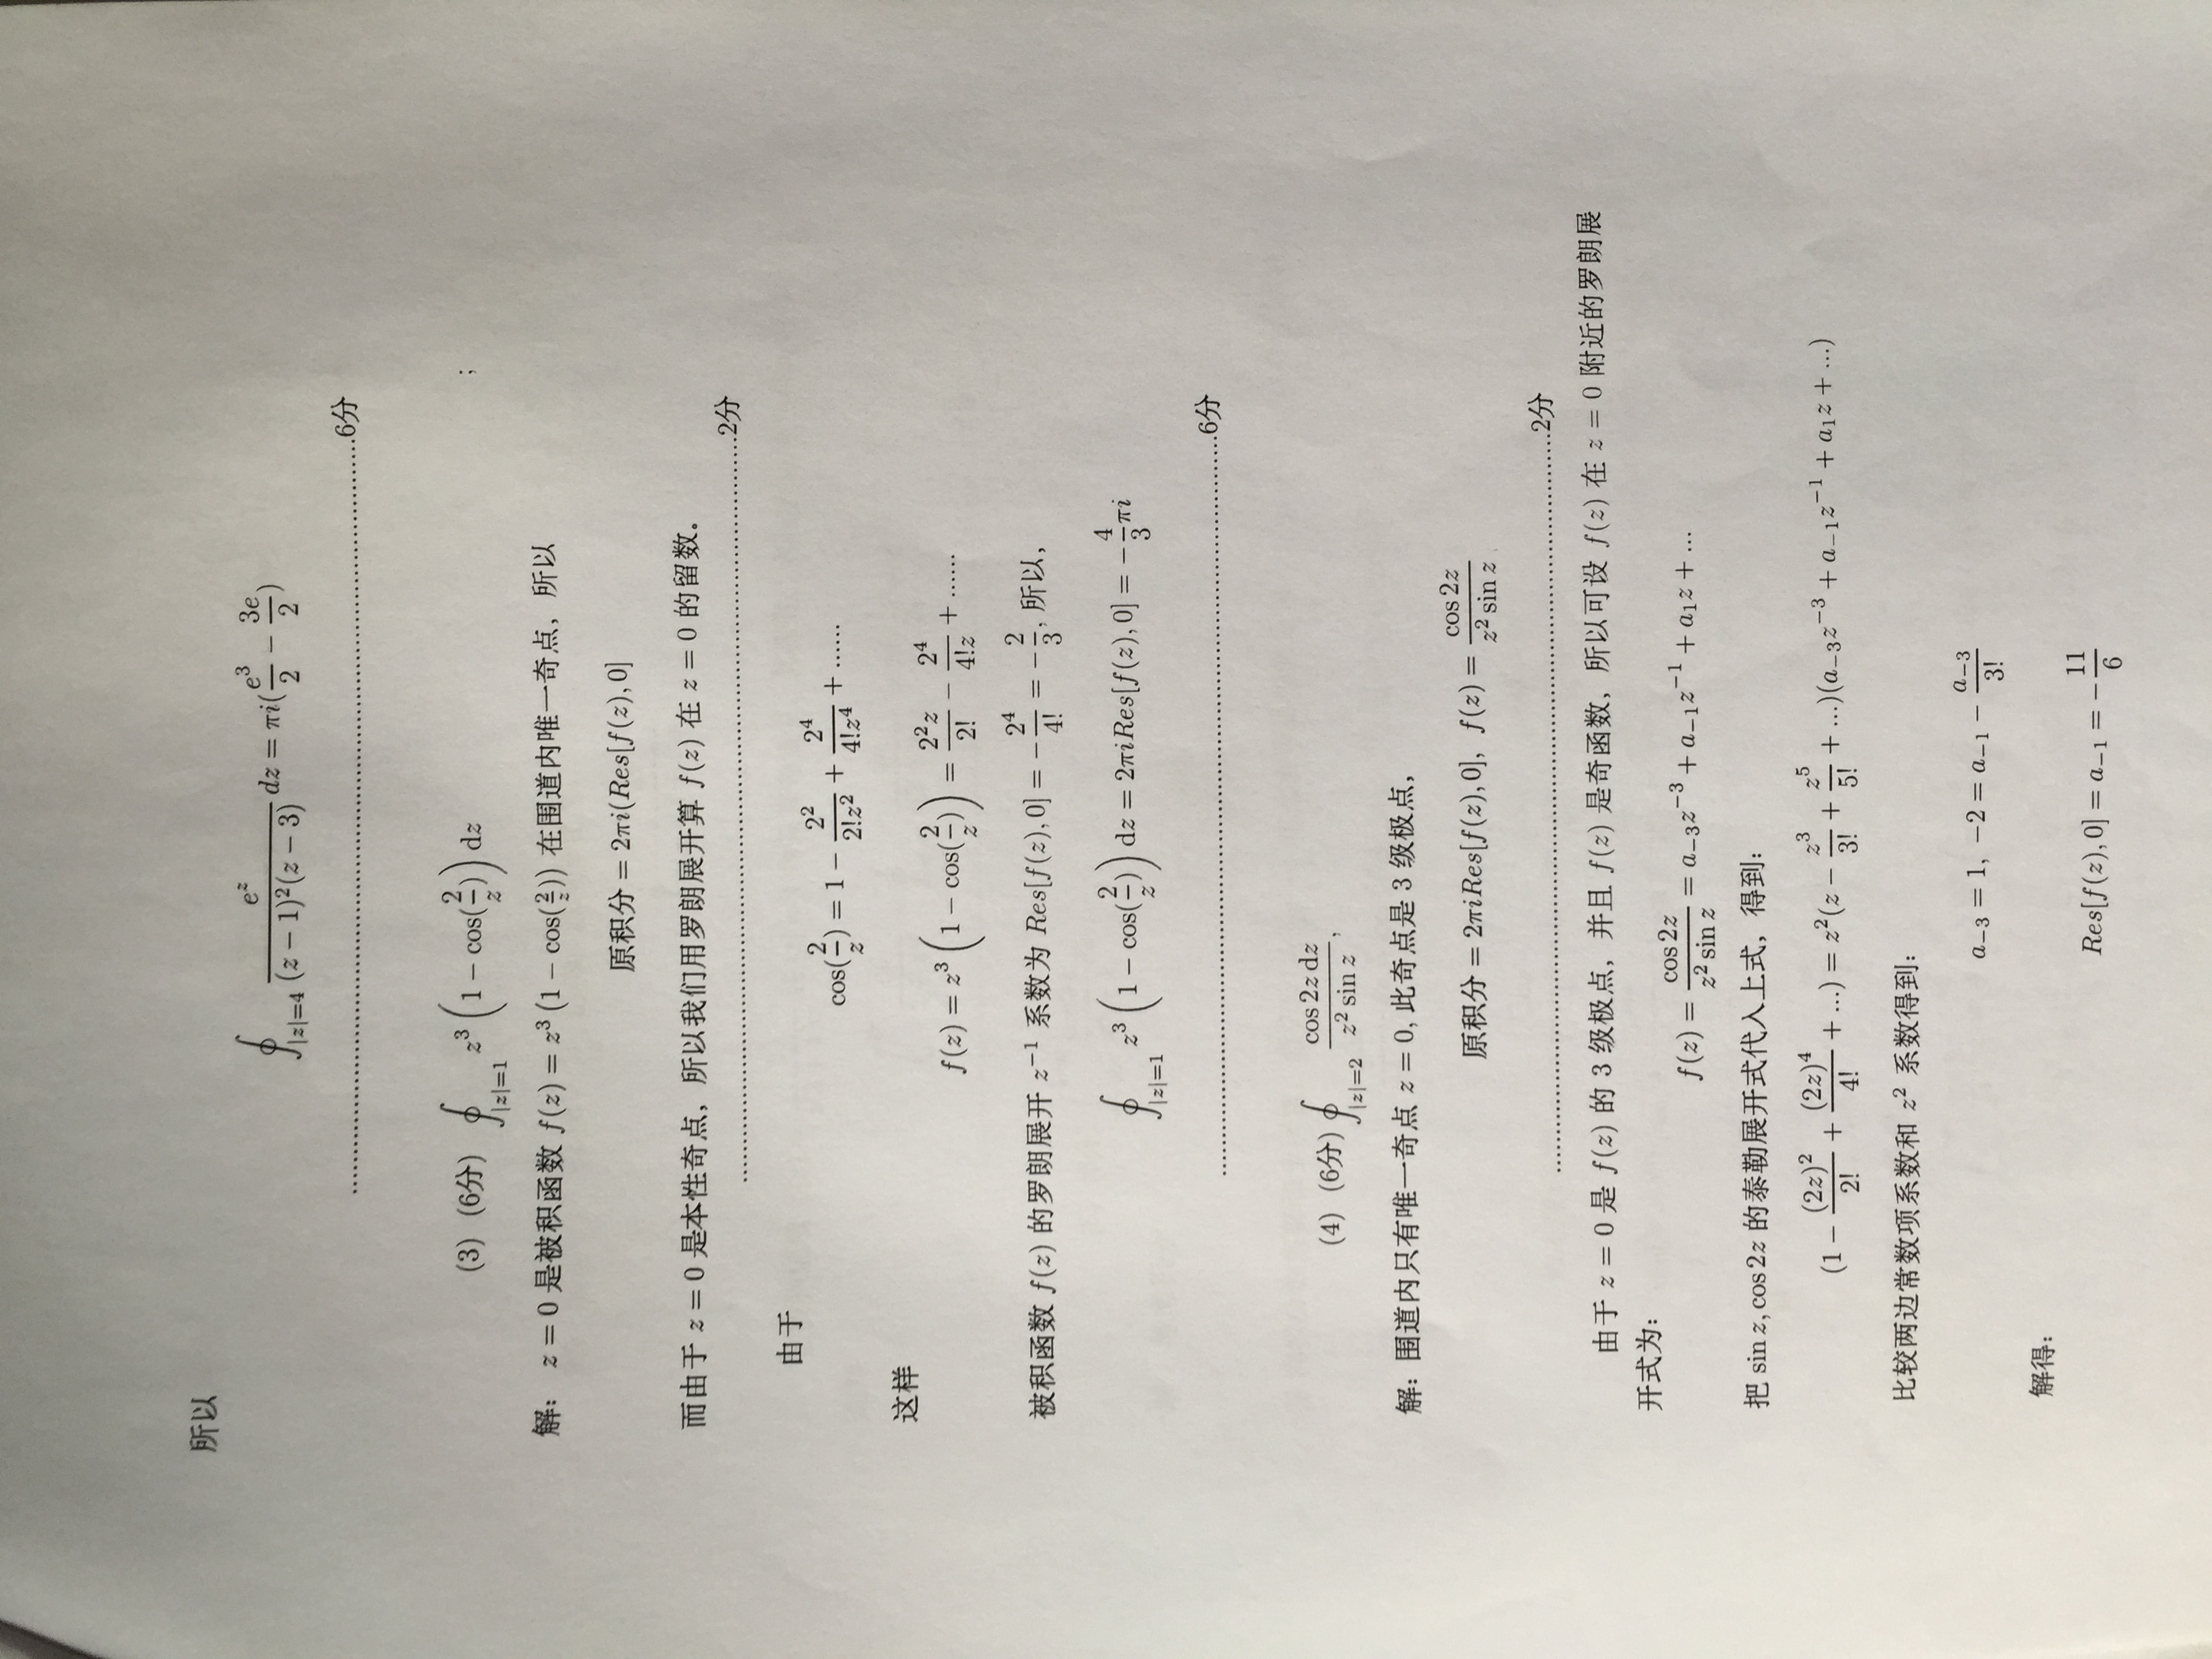 所以
$$\oint_{|z|=4} \frac{e^z}{(z-1)^2(z-3)} dz = \pi i(\frac{e^3}{2} - \frac{3e}{2})$$
................................................................................................6分
(3) (6分) $\oint_{|z|=1} z^3 \left(1 - \cos(\frac{2}{z})\right) \mathrm{d}z$ ;
解: $z = 0$ 是被积函数 $f(z) = z^3 \left(1 - \cos(\frac{2}{z})\right)$ 在围道内唯一奇点，所以
原积分 $= 2\pi i(Res[f(z), 0]$
而由于 $z = 0$ 是本性奇点，所以我们用罗朗展开算 $f(z)$ 在 $z = 0$ 的留数。
................................................................................................2分
由于
$$\cos(\frac{2}{z}) = 1 - \frac{2^2}{2!z^2} + \frac{2^4}{4!z^4} + ......$$
这样
$$f(z) = z^3 \left(1 - \cos(\frac{2}{z})\right) = \frac{2^2 z}{2!} - \frac{2^4}{4!z} + ......$$
被积函数 $f(z)$ 的罗朗展开 $z^{-1}$ 系数为 $Res[f(z), 0] = -\frac{2^4}{4!} = -\frac{2}{3}$, 所以,
$$\oint_{|z|=1} z^3 \left(1 - \cos(\frac{2}{z})\right) \mathrm{d}z = 2\pi i Res[f(z), 0] = -\frac{4}{3}\pi i$$
................................................................................................6分
(4) (6分) $\oint_{|z|=2} \frac{\cos 2z \, \mathrm{d}z}{z^2 \sin z}$,
解: 围道内只有唯一奇点 $z = 0$, 此奇点是 3 级极点,
原积分 $= 2\pi i Res[f(z), 0], \ f(z) = \frac{\cos 2z}{z^2 \sin z}$
................................................................................................2分
由于 $z = 0$ 是 $f(z)$ 的 3 级极点，并且 $f(z)$ 是奇函数，所以可设 $f(z)$ 在 $z = 0$ 附近的罗朗展
开式为:
$$f(z) = \frac{\cos 2z}{z^2 \sin z} = a_{-3}z^{-3} + a_{-1}z^{-1} + a_1 z + ...$$
把 $\sin z, \cos 2z$ 的泰勒展开式代入上式，得到:
$$(1 - \frac{(2z)^2}{2!} + \frac{(2z)^4}{4!} + ...) = z^2(z - \frac{z^3}{3!} + \frac{z^5}{5!} + ...)(a_{-3}z^{-3} + a_{-1}z^{-1} + a_1 z + ...)$$
比较两边常数项系数和 $z^2$ 系数得到:
$$a_{-3} = 1, \ -2 = a_{-1} - \frac{a_{-3}}{3!}$$
解得:
$$Res[f(z), 0] = a_{-1} = -\frac{11}{6}$$